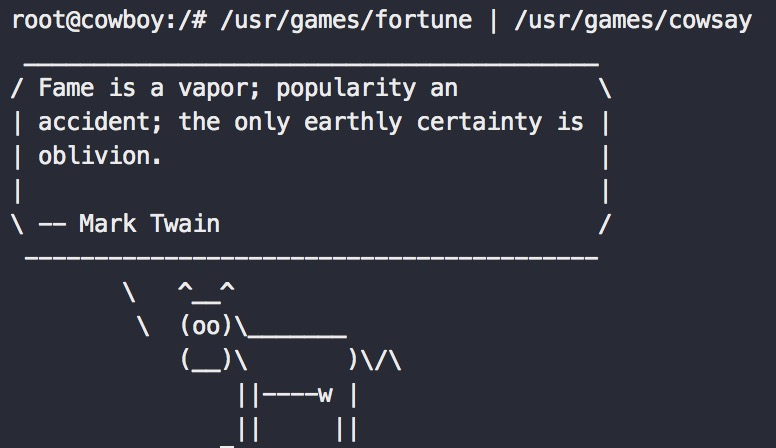 root@cowboy:/# /usr/games/fortune | /usr/games/cowsay
 _________________________________________
/ Fame is a vapor; popularity an          \
| accident; the only earthly certainty is |
| oblivion.                               |
|                                         |
\ -- Mark Twain                           /
 -----------------------------------------
        \   ^__^
         \  (oo)\_______
            (__)\       )\/\
                ||----w |
                ||     ||